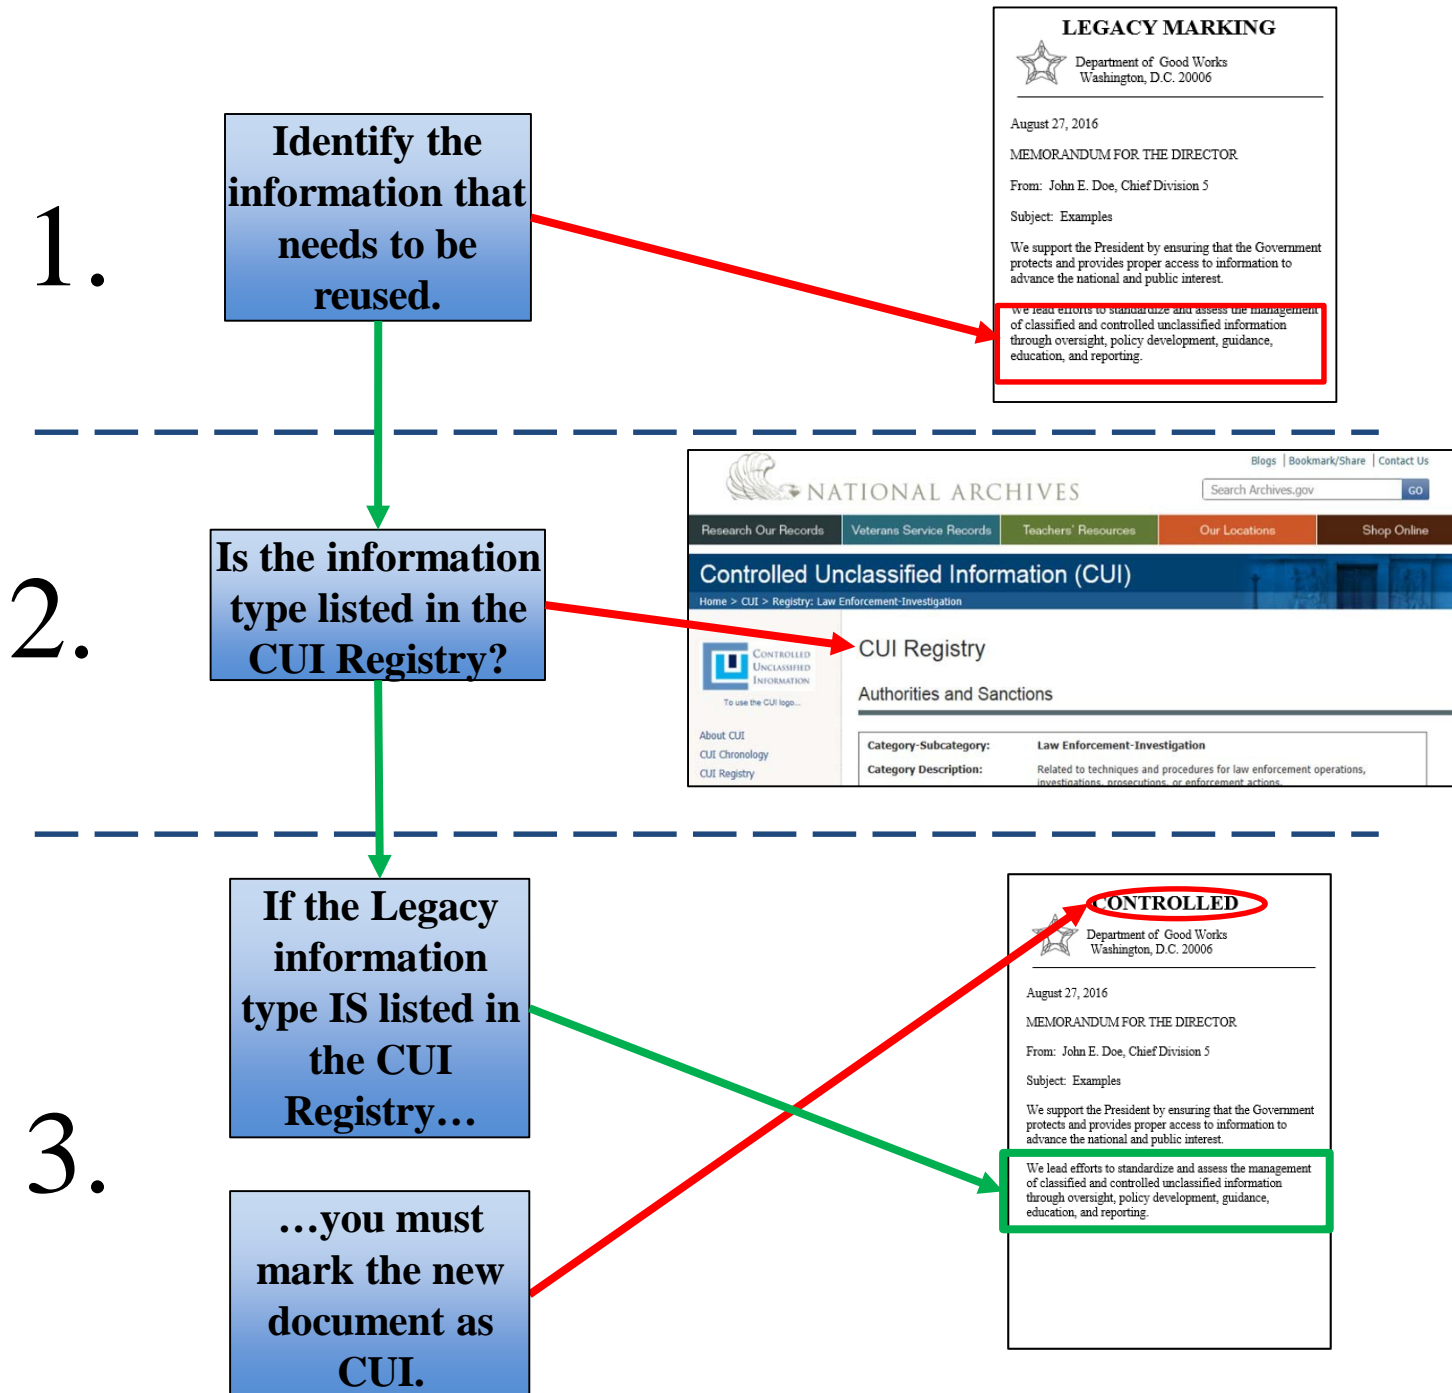 1.
Identify the
information that
needs to be
reused.
LEGACY MARKING
Department of Good Works
Washington, D.C. 20006
August 27, 2016
MEMORANDUM FOR THE DIRECTOR
From: John E. Doe, Chief Division 5
Subject: Examples
We support the President by ensuring that the Government
protects and provides proper access to information to
advance the national and public interest.
We lead efforts to standardize and assess the management
of classified and controlled unclassified information
through oversight, policy development, guidance,
education, and reporting.
2.
Is the information
type listed in the
CUI Registry?
Blogs | Bookmark/Share | Contact Us
NATIONAL ARCHIVES
Search Archives.gov GO
Research Our Records Veterans Service Records Teachers' Resources Our Locations Shop Online
Controlled Unclassified Information (CUI)
Home > CUI > Registry: Law Enforcement-Investigation
CONTROLLED
UNCLASSIFIED
INFORMATION
To use the CUI logo...
About CUI
CUI Chronology
CUI Registry
CUI Registry
Authorities and Sanctions
Category-Subcategory: Law Enforcement-Investigation
Category Description: Related to techniques and procedures for law enforcement operations,
investigations, prosecutions, or enforcement actions.
3.
If the Legacy
information
type IS listed in
the CUI
Registry…
…you must
mark the new
document as
CUI.
CONTROLLED
Department of Good Works
Washington, D.C. 20006
August 27, 2016
MEMORANDUM FOR THE DIRECTOR
From: John E. Doe, Chief Division 5
Subject: Examples
We support the President by ensuring that the Government
protects and provides proper access to information to
advance the national and public interest.
We lead efforts to standardize and assess the management
of classified and controlled unclassified information
through oversight, policy development, guidance,
education, and reporting.